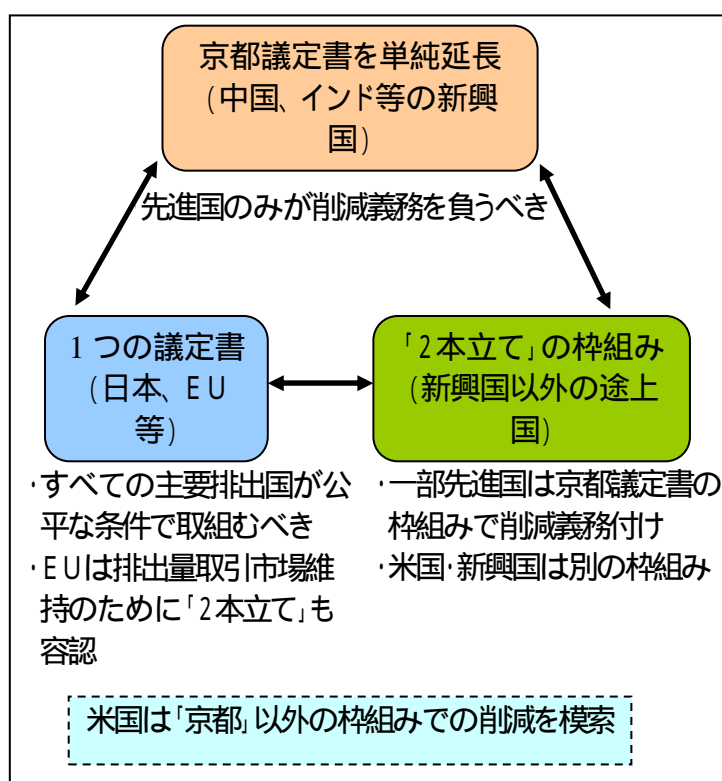 京都議定書を単純延長
(中国、インド等の新興
国)
先進国のみが削減義務を負うべき
1つの議定書
(日本、EU
等)
「2本立て」の枠組み
(新興国以外の途上
国)
・すべての主要排出国が公
平な条件で取組むべき
・EUは排出量取引市場維
持のために「2本立て」も
容認
・一部先進国は京都議定書の
枠組みで削減義務付け
・米国・新興国は別の枠組み
米国は「京都」以外の枠組みでの削減を模索